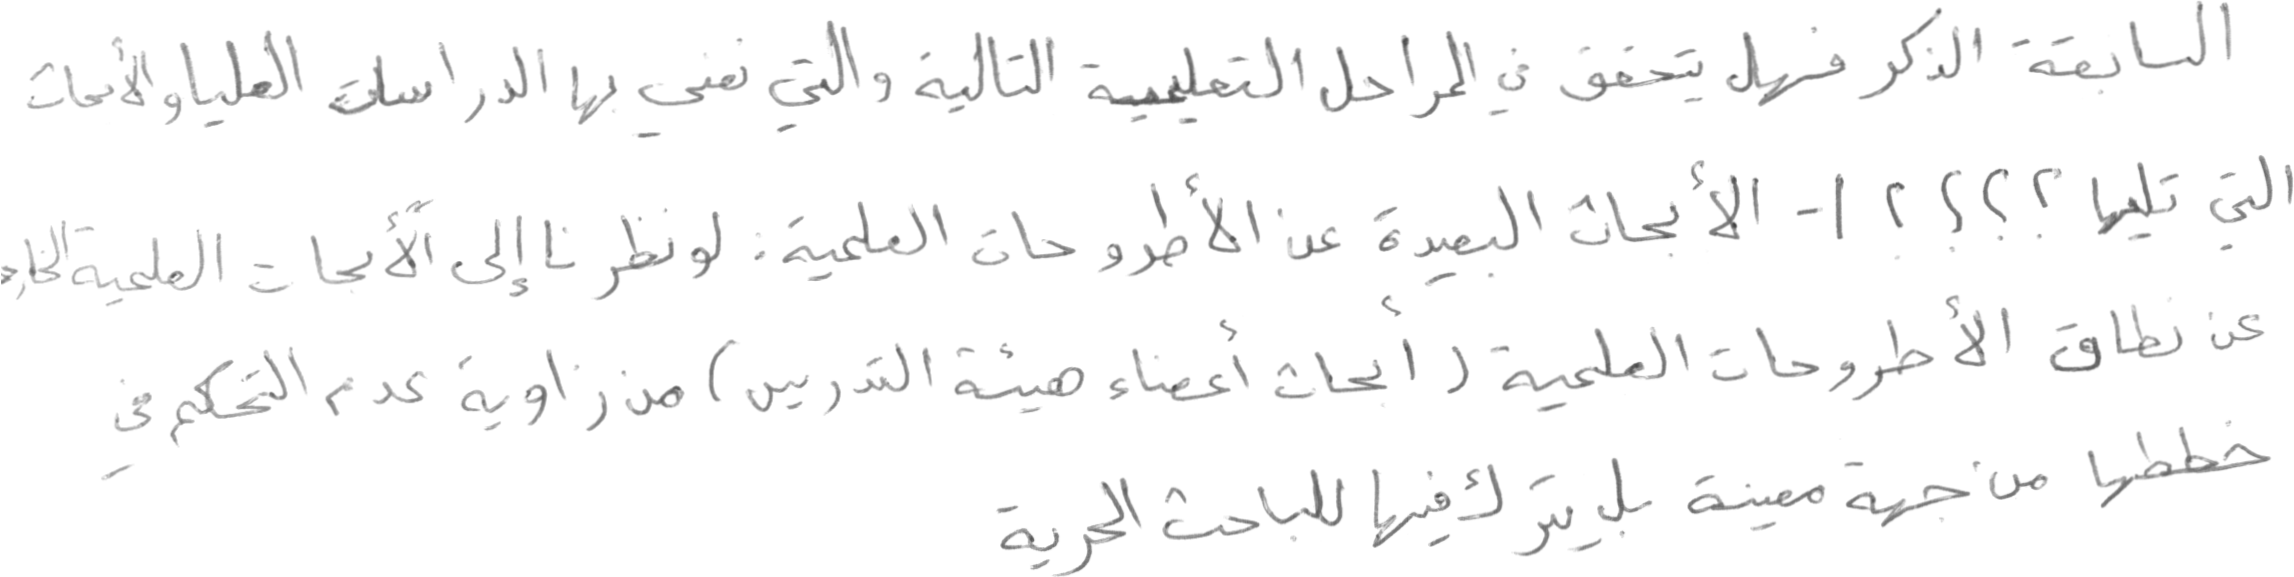 السابقة الذكر فهل يتحقق في المراحل التعليمية التالية والتي نعني بها الدراسات العليا والأبحاث
التي تليها ؟ ؟ ؟ ؟ 1- الأبحاث البعيدة عن الأطروحات العلمية: لو نظرنا إلى الأبحاث العلمية
عن نطاق الأطروحات العلمية (أبحاث أعضاء هيئة التدريس) من زاوية عدم التحكم في
خططها من جهة معينة بل يترك فيها للباحث الحرية